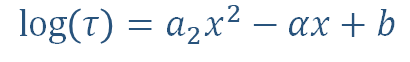 log(τ) = a₂x² − αx + b